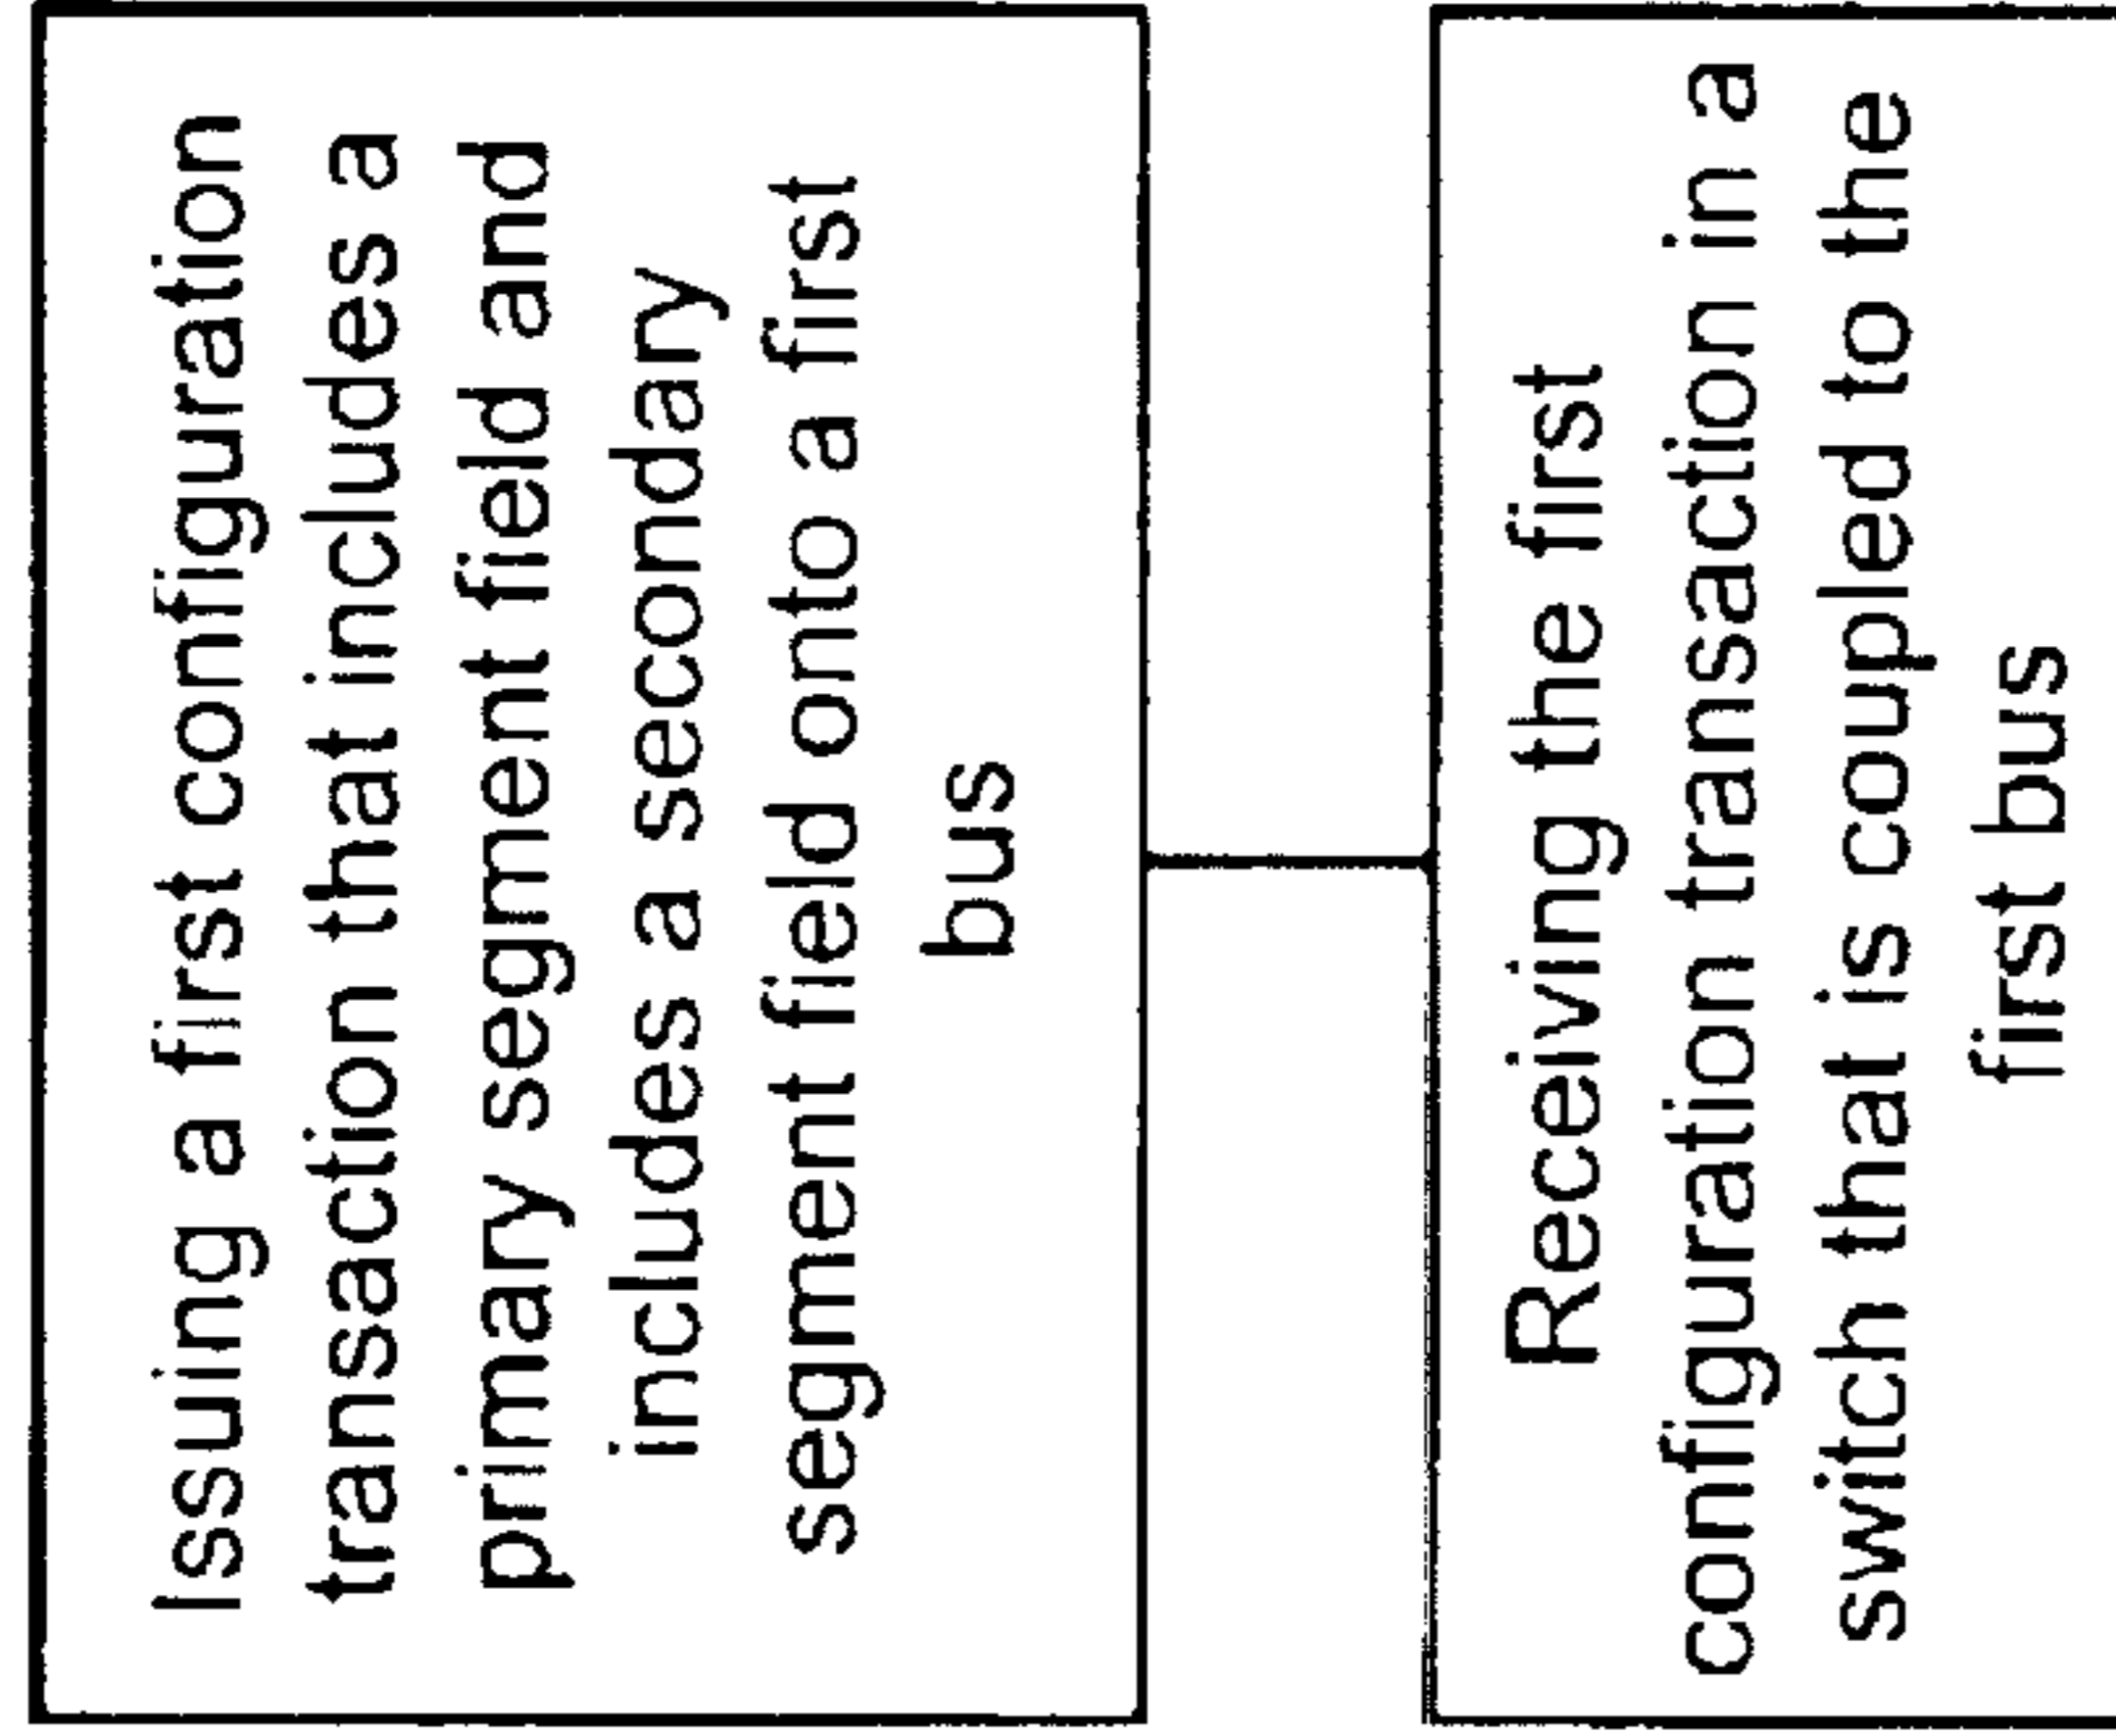 Issuing a first configuration
transaction that includes a
primary segment field and
includes a secondary
segment field onto a first
bus
Receiving the first
configuration transaction in a
switch that is coupled to the
first bus